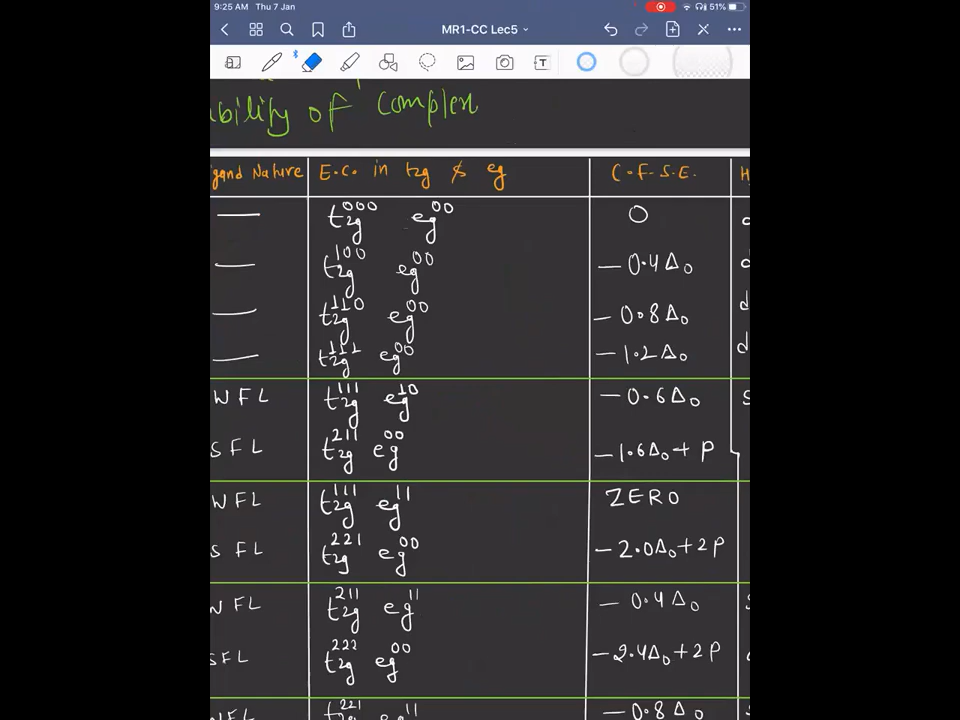 9:25 AM Thu 7 Jan 51%
MR1-CC Lec5
bility of complex
igand Nature E.C. in t2g & eg C.F.S.E. H
— t2g000 eg00 0
— t2g100 eg00 -0.4Δ0
— t2g110 eg00 -0.8Δ0
— t2g111 eg00 -1.2Δ0
WFL t2g111 eg10 -0.6Δ0
SFL t2g211 eg00 -1.6Δ0+P
WFL t2g111 eg11 ZERO
SFL t2g221 eg00 -2.0Δ0+2P
WFL t2g211 eg11 -0.4Δ0
SFL t2g222 eg00 -2.4Δ0+2P
WFL t2g221 eg11 -0.8Δ0